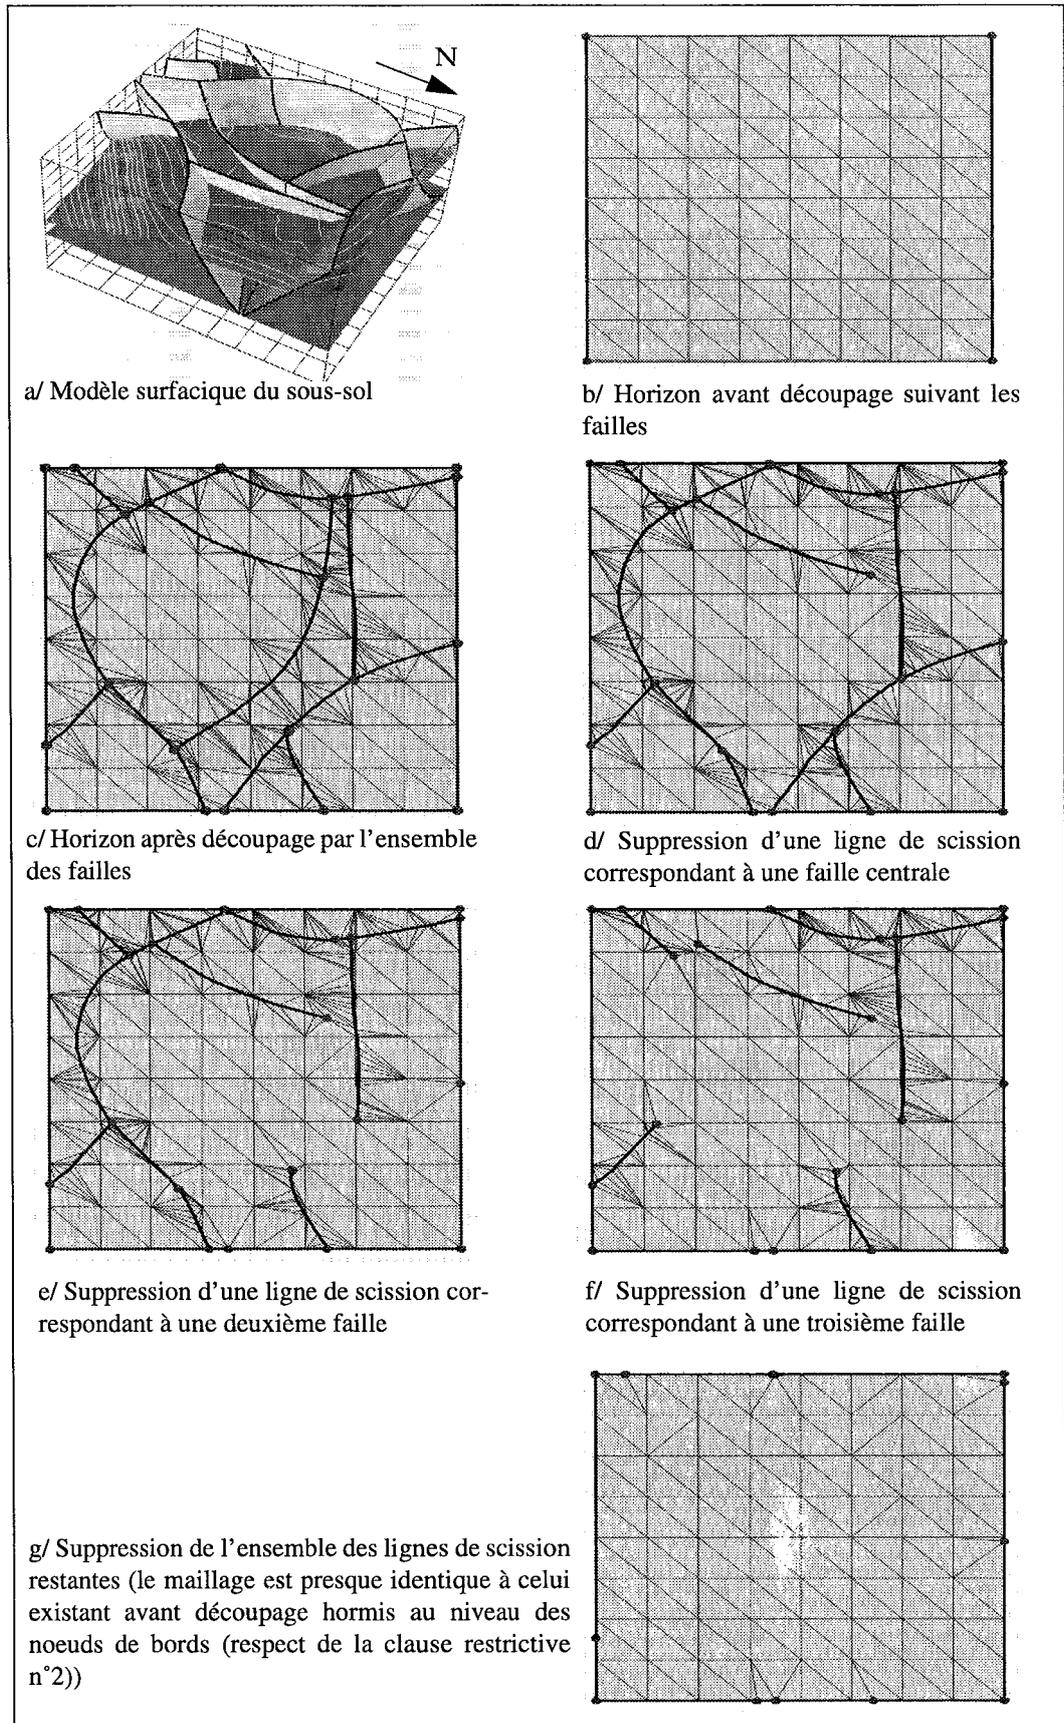 N
a/ Modèle surfacique du sous-sol
b/ Horizon avant découpage suivant les
failles
c/ Horizon après découpage par l'ensemble
des failles
d/ Suppression d'une ligne de scission
correspondant à une faille centrale
e/ Suppression d'une ligne de scission cor-
respondant à une deuxième faille
f/ Suppression d'une ligne de scission
correspondant à une troisième faille
g/ Suppression de l'ensemble des lignes de scission
restantes (le maillage est presque identique à celui
existant avant découpage hormis au niveau des
noeuds de bords (respect de la clause restrictive
n°2))